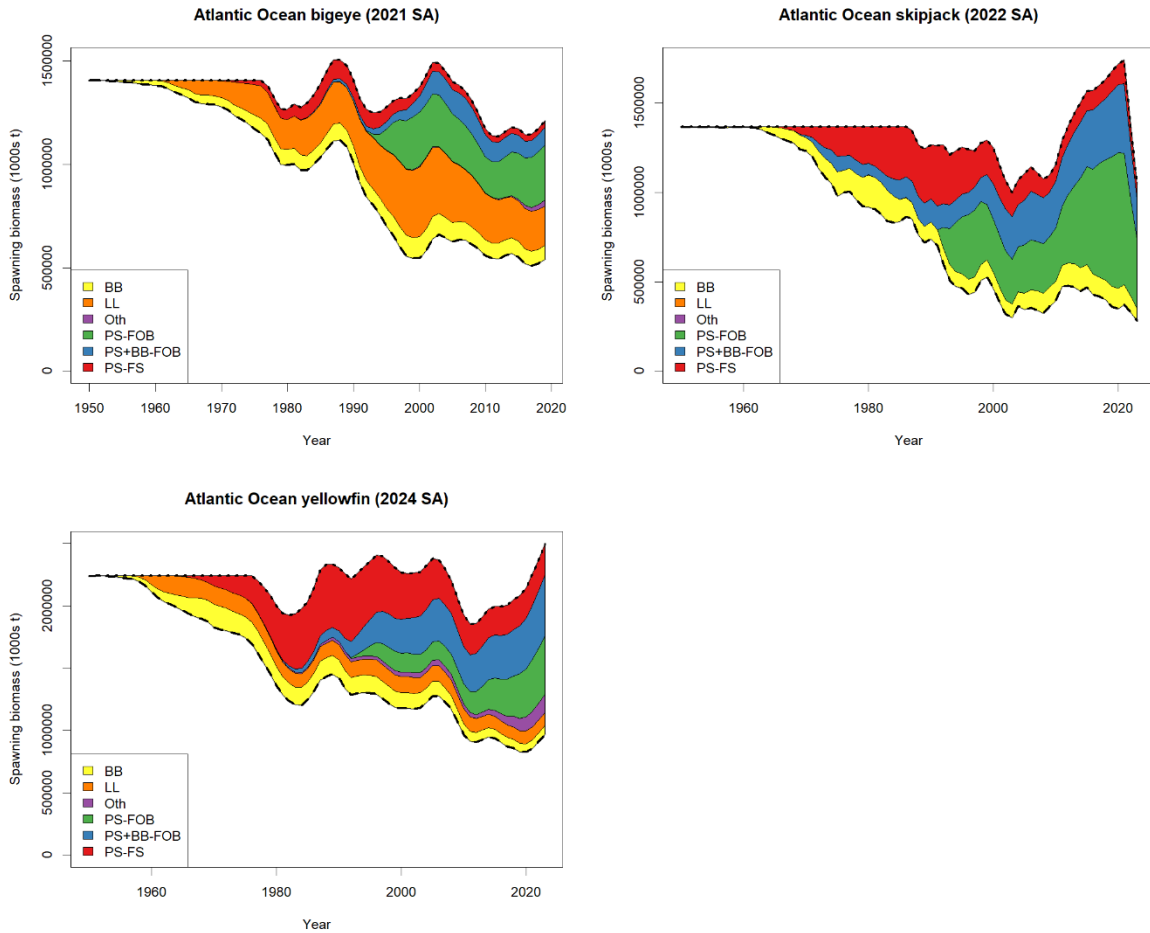 Atlantic Ocean bigeye (2021 SA)
Spawning biomass (1000s t)
1500000
1000000
500000
0
BB
LL
Oth
PS-FOB
PS+BB-FOB
PS-FS
1950 1960 1970 1980 1990 2000 2010 2020
Year
Atlantic Ocean skipjack (2022 SA)
Spawning biomass (1000s t)
1500000
1000000
500000
0
BB
LL
Oth
PS-FOB
PS+BB-FOB
PS-FS
1960 1980 2000 2020
Year
Atlantic Ocean yellowfin (2024 SA)
Spawning biomass (1000s t)
2000000
1000000
500000
0
BB
LL
Oth
PS-FOB
PS+BB-FOB
PS-FS
1960 1980 2000 2020
Year